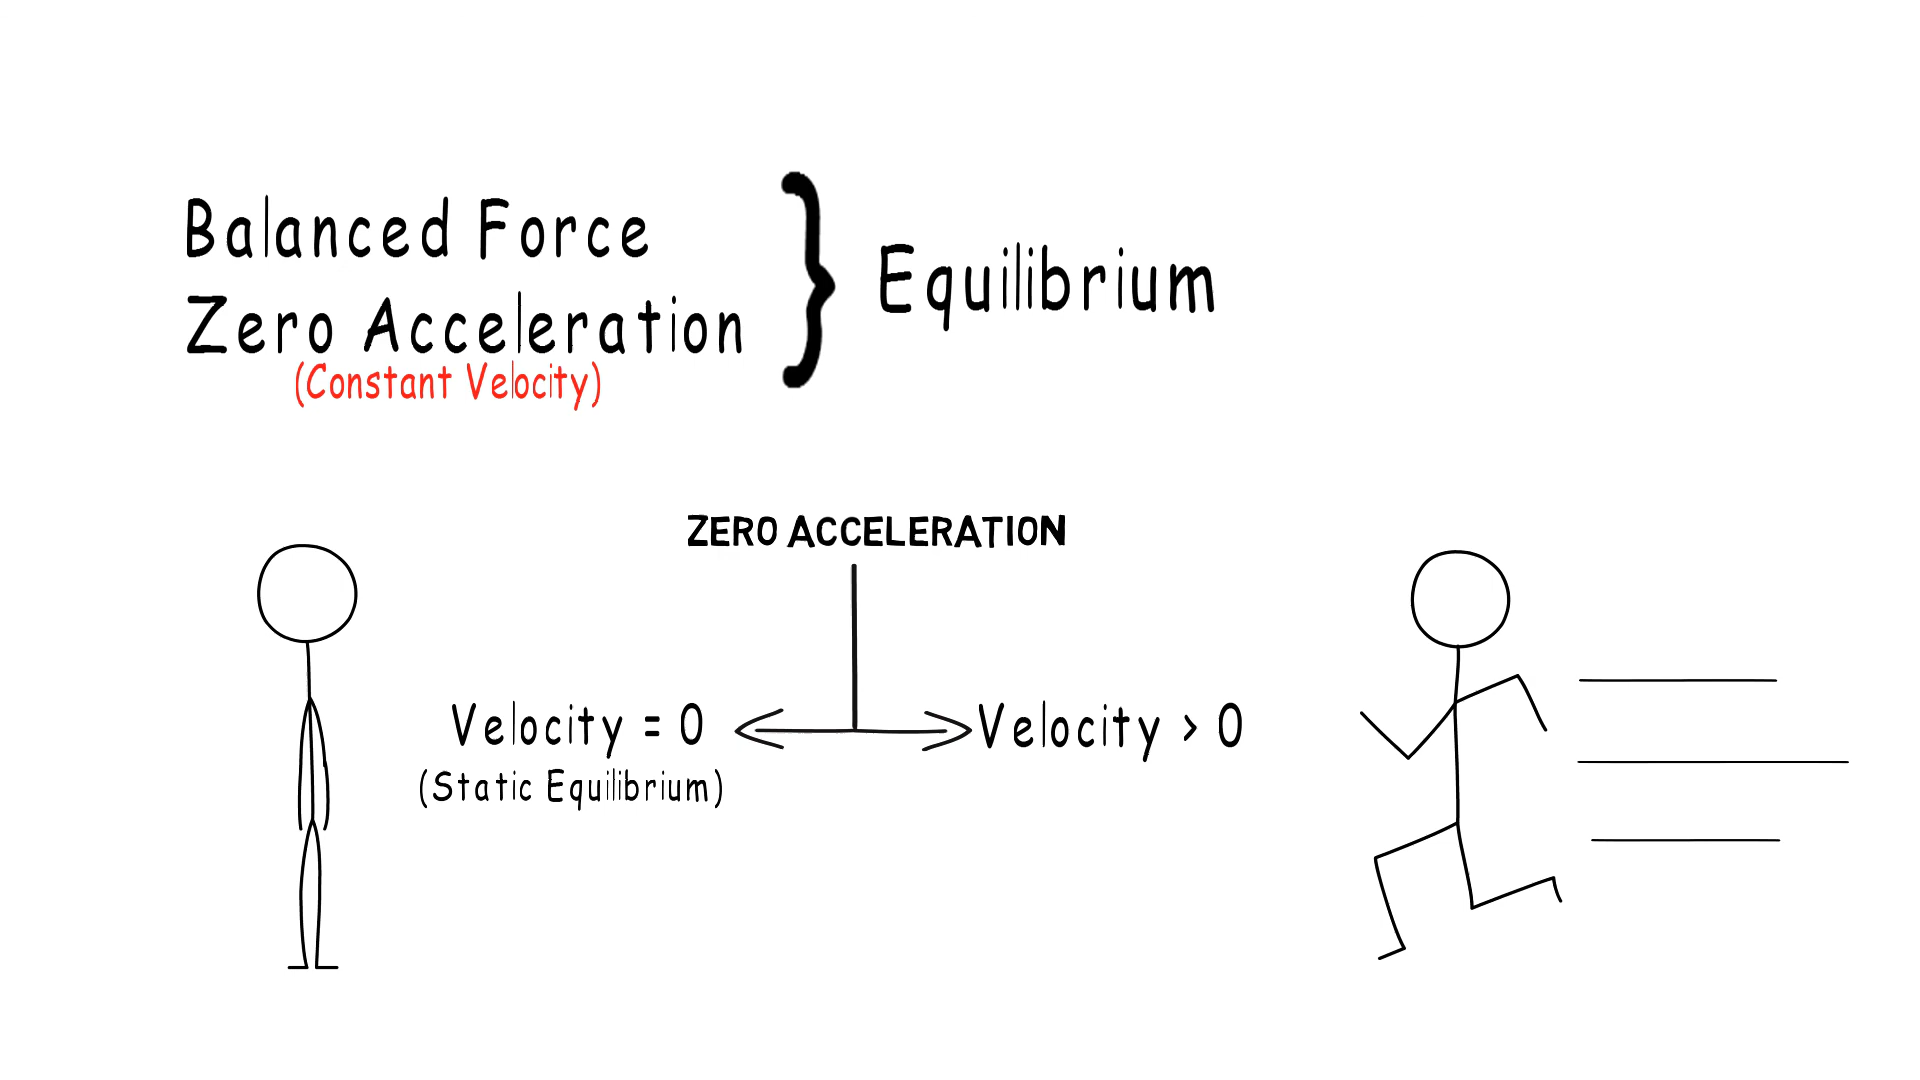 Balanced Force
Zero Acceleration
(Constant Velocity)
Equilibrium
ZERO ACCELERATION
Velocity = 0
(Static Equilibrium)
Velocity > 0